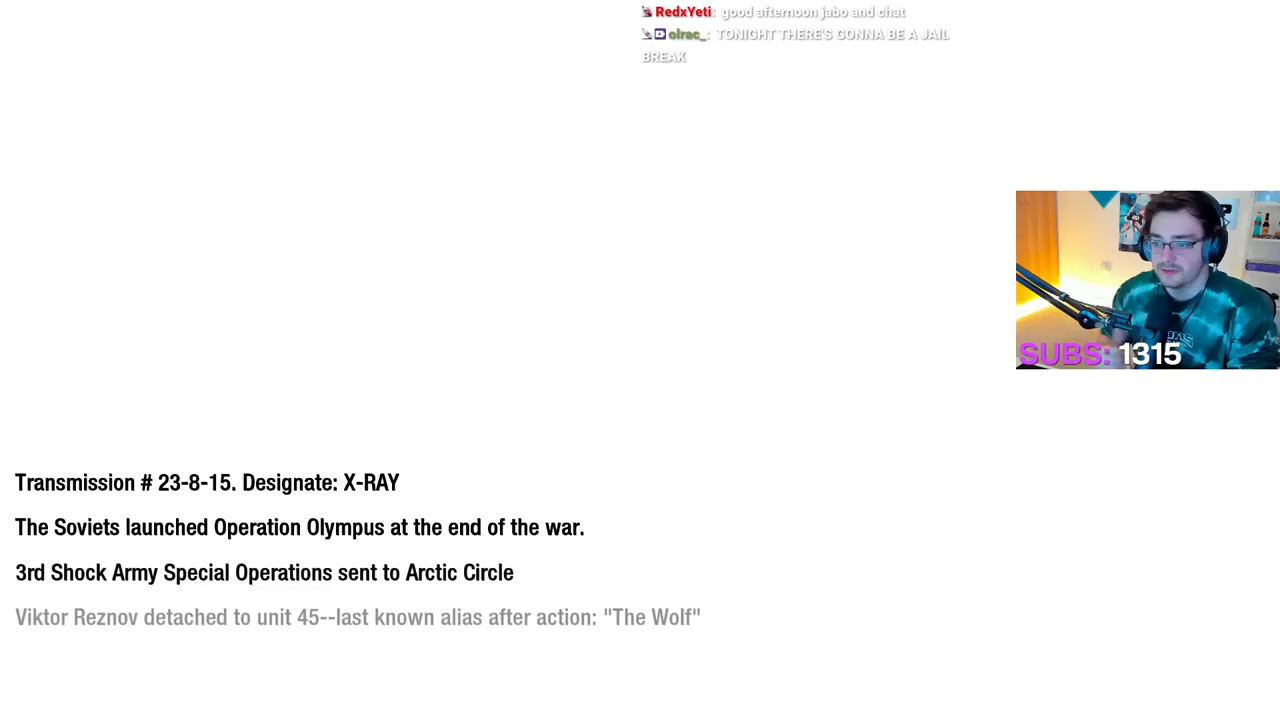 RedxYeti: good afternoon jabo and chat
olrac_: TONIGHT THERE'S GONNA BE A JAIL
BREAK
SUBS: 1315
Transmission # 23-8-15. Designate: X-RAY
The Soviets launched Operation Olympus at the end of the war.
3rd Shock Army Special Operations sent to Arctic Circle
Viktor Reznov detached to unit 45--last known alias after action: "The Wolf"